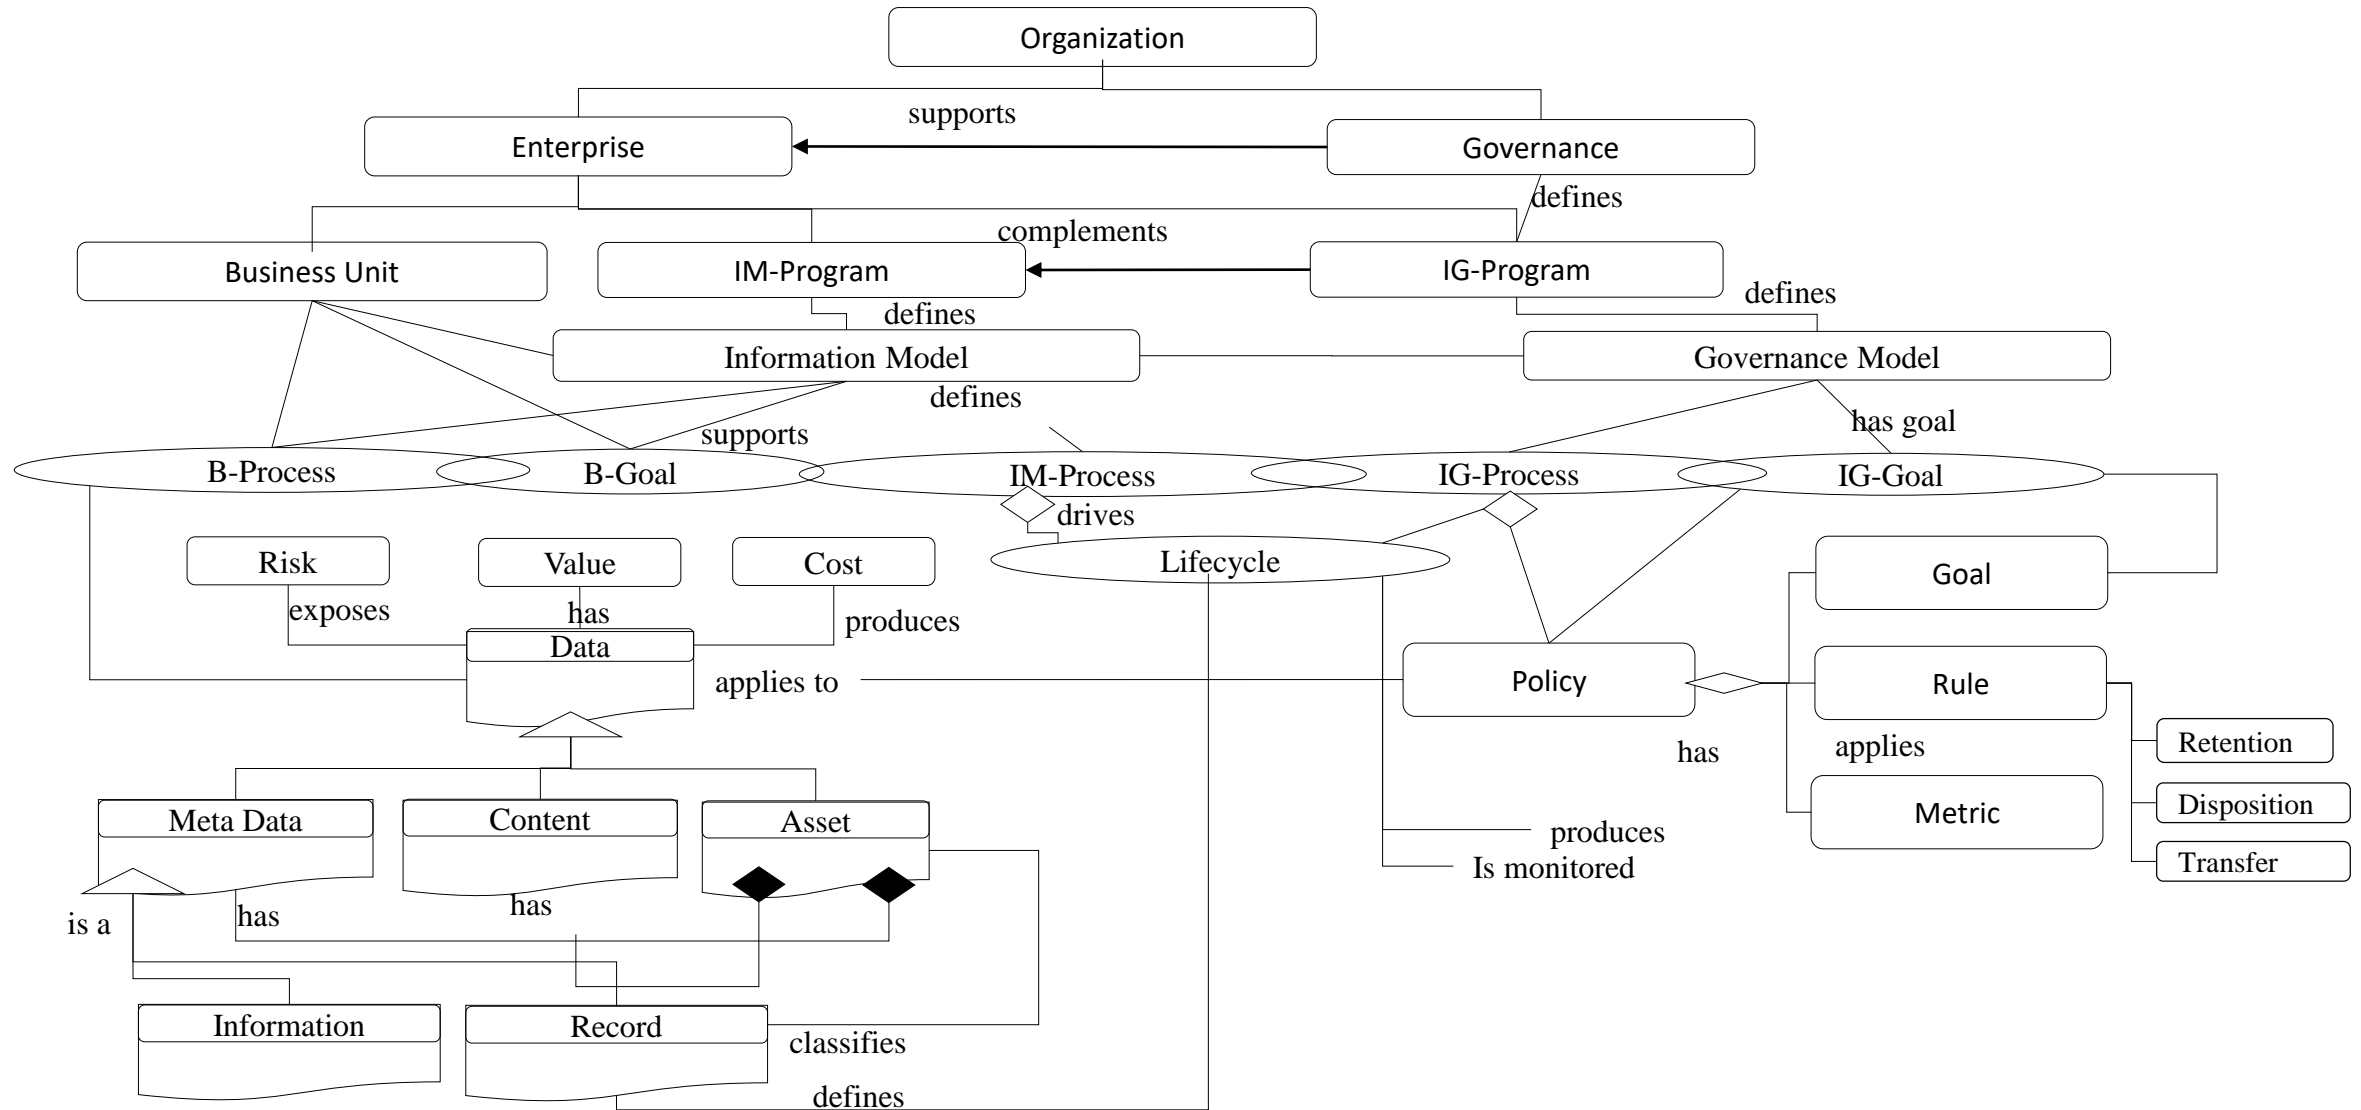 Organization
supports
Enterprise
Governance
defines
complements
Business Unit
IM-Program
IG-Program
defines
defines
Information Model
Governance Model
defines
has goal
supports
B-Process
B-Goal
IM-Process
IG-Process
IG-Goal
drives
Risk
Value
Cost
Lifecycle
Goal
exposes
has
produces
Data
applies to
Policy
Rule
has
applies
Retention
Disposition
Transfer
Meta Data
Content
Asset
Metric
produces
Is monitored
is a
has
has
Information
Record
classifies
defines